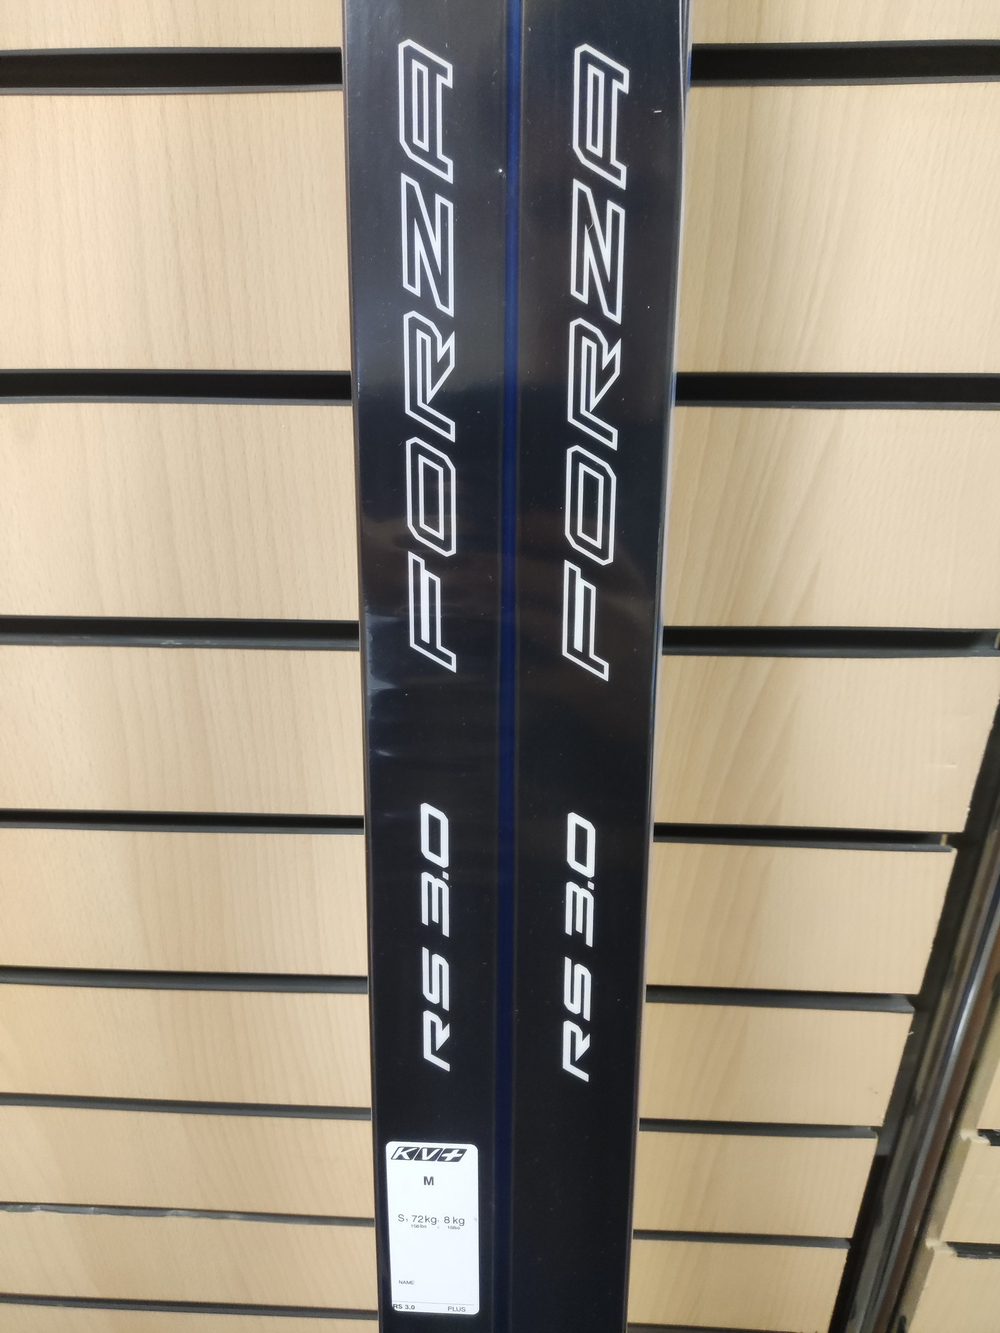 FORZA
RS 3.0
FORZA
RS 3.0
KV+
M
72kg 8 kg
NAME
RS 3.0 PLUS